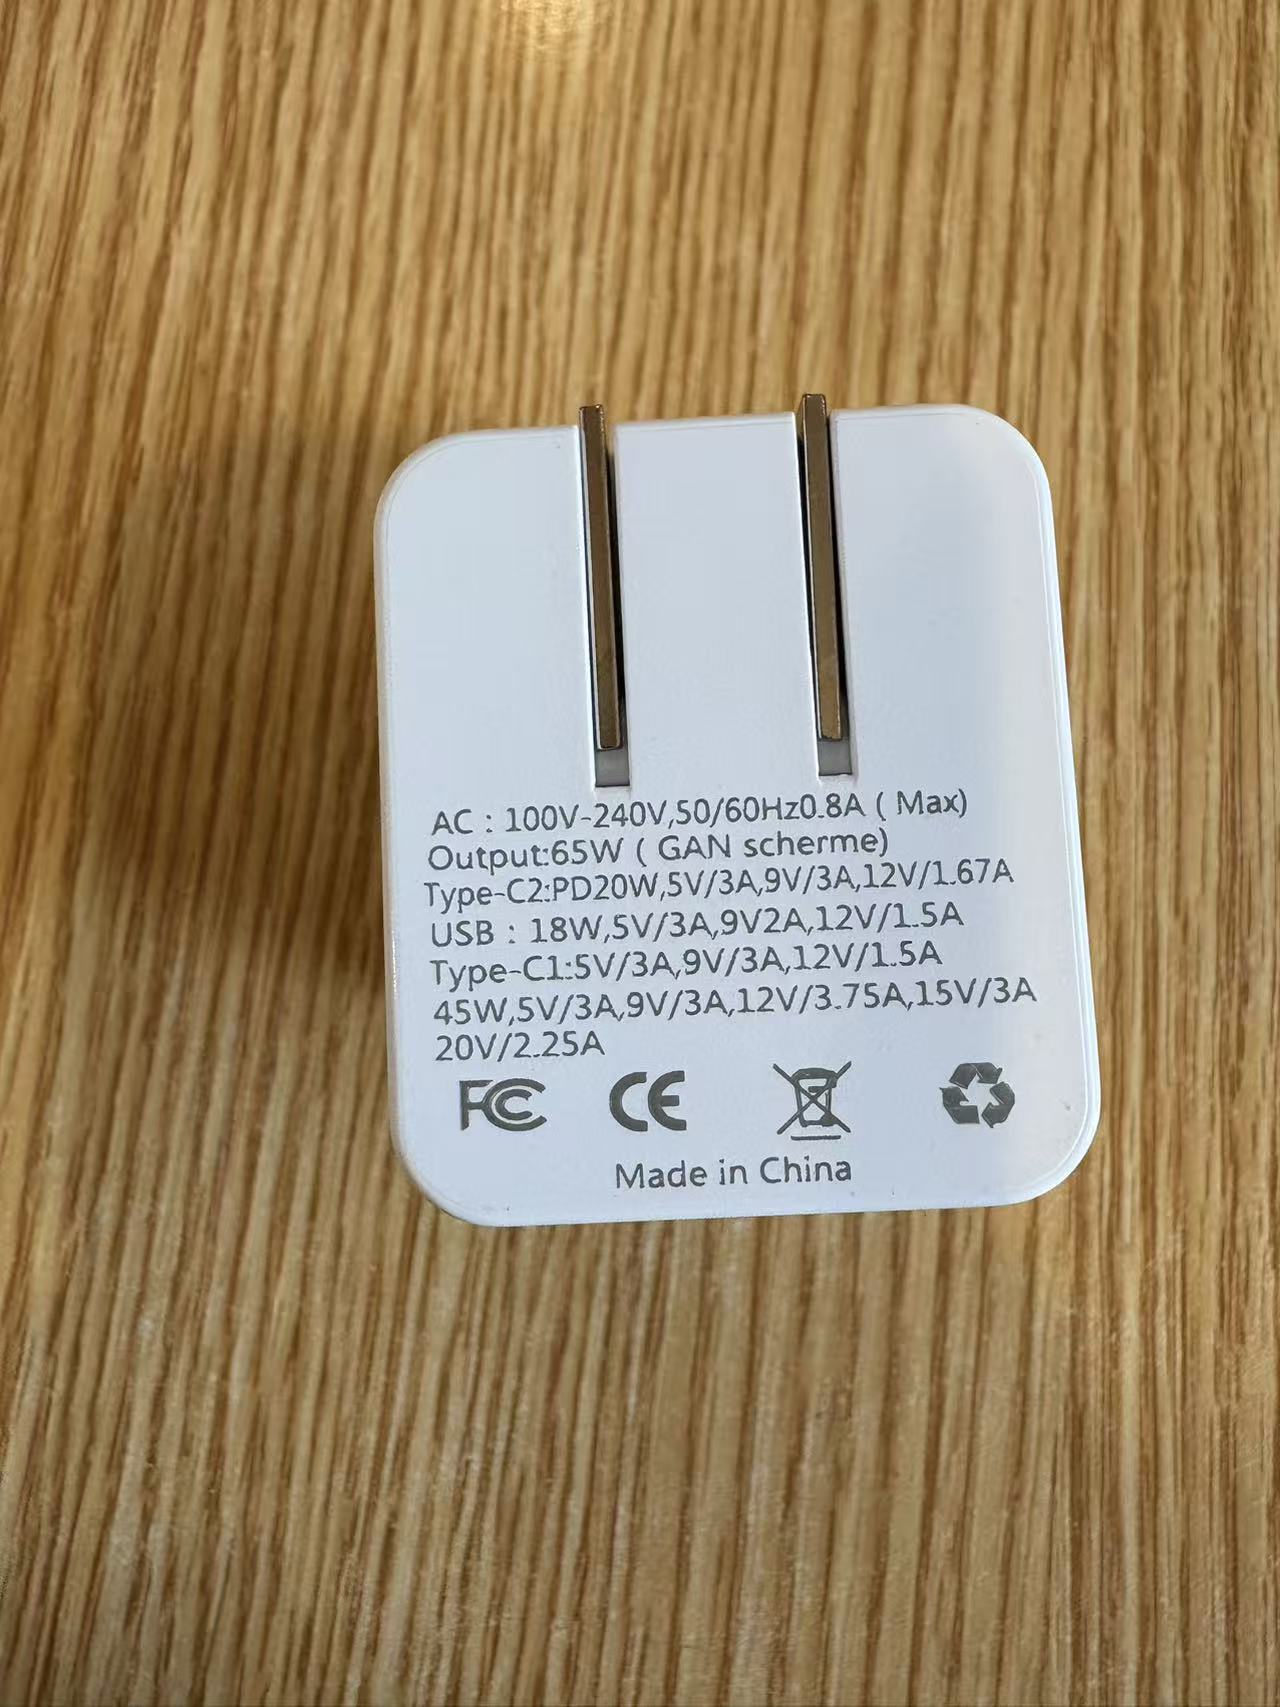 AC : 100V-240V,50/60Hz0.8A ( Max)
Output:65W ( GAN scherme)
Type-C2:PD20W,5V/3A,9V/3A,12V/1.67A
USB : 18W,5V/3A,9V2A,12V/1.5A
Type-C1:5V/3A,9V/3A,12V/1.5A
45W,5V/3A,9V/3A,12V/3.75A,15V/3A
20V/2.25A
FC CE
Made in China